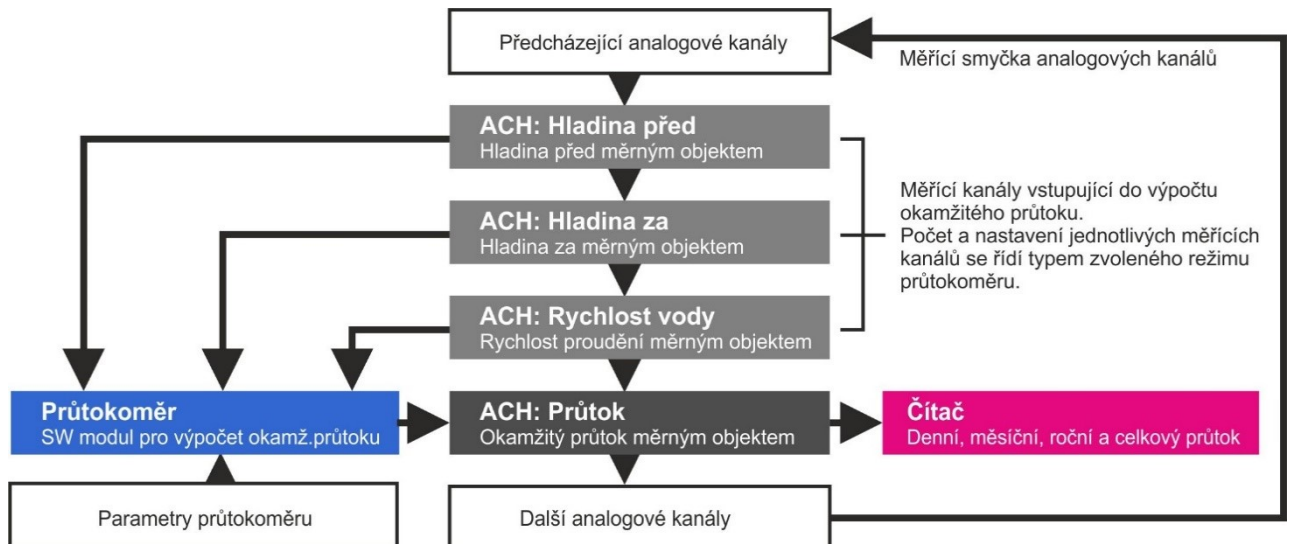 Předcházející analogové kanály
Měřící smyčka analogových kanálů
ACH: Hladina před
Hladina před měrným objektem
ACH: Hladina za
Hladina za měrným objektem
Měřící kanály vstupující do výpočtu
okamžitého průtoku.
Počet a nastavení jednotlivých měřících
kanálů se řídí typem zvoleného režimu
průtokoměru.
ACH: Rychlost vody
Rychlost proudění měrným objektem
Průtokoměr
SW modul pro výpočet okamž.průtoku
ACH: Průtok
Okamžitý průtok měrným objektem
Čítač
Denní, měsíční, roční a celkový průtok
Parametry průtokoměru
Další analogové kanály